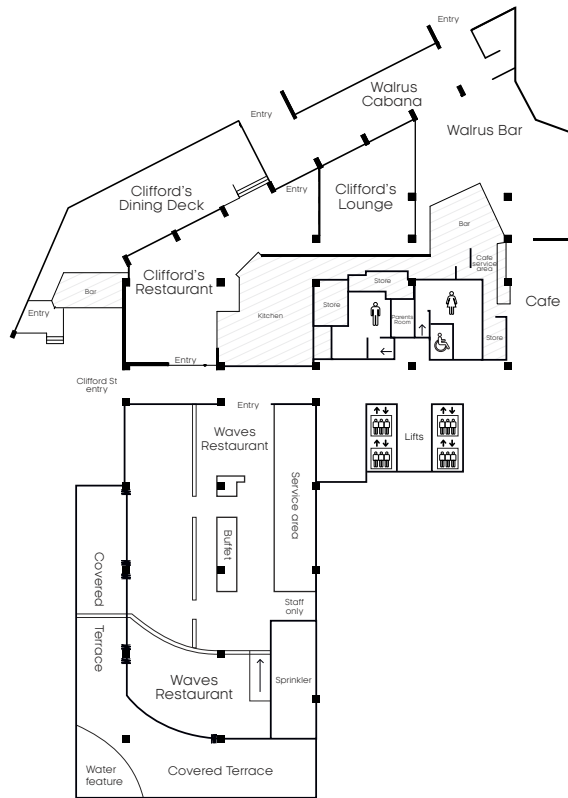 Entry
Walrus
Cabana
Entry
Walrus Bar
Clifford's
Dining Deck
Entry
Clifford's
Lounge
Bar
Cafe
service
area
Clifford's
Restaurant
Bar
Store
Store
Entry
Kitchen
Parents
Room
Cafe
Store
Entry
Clifford St
entry
Entry
Waves
Restaurant
Lifts
Service area
Buffet
Covered
Terrace
Staff
only
Waves
Restaurant
Sprinkler
Water
feature
Covered Terrace